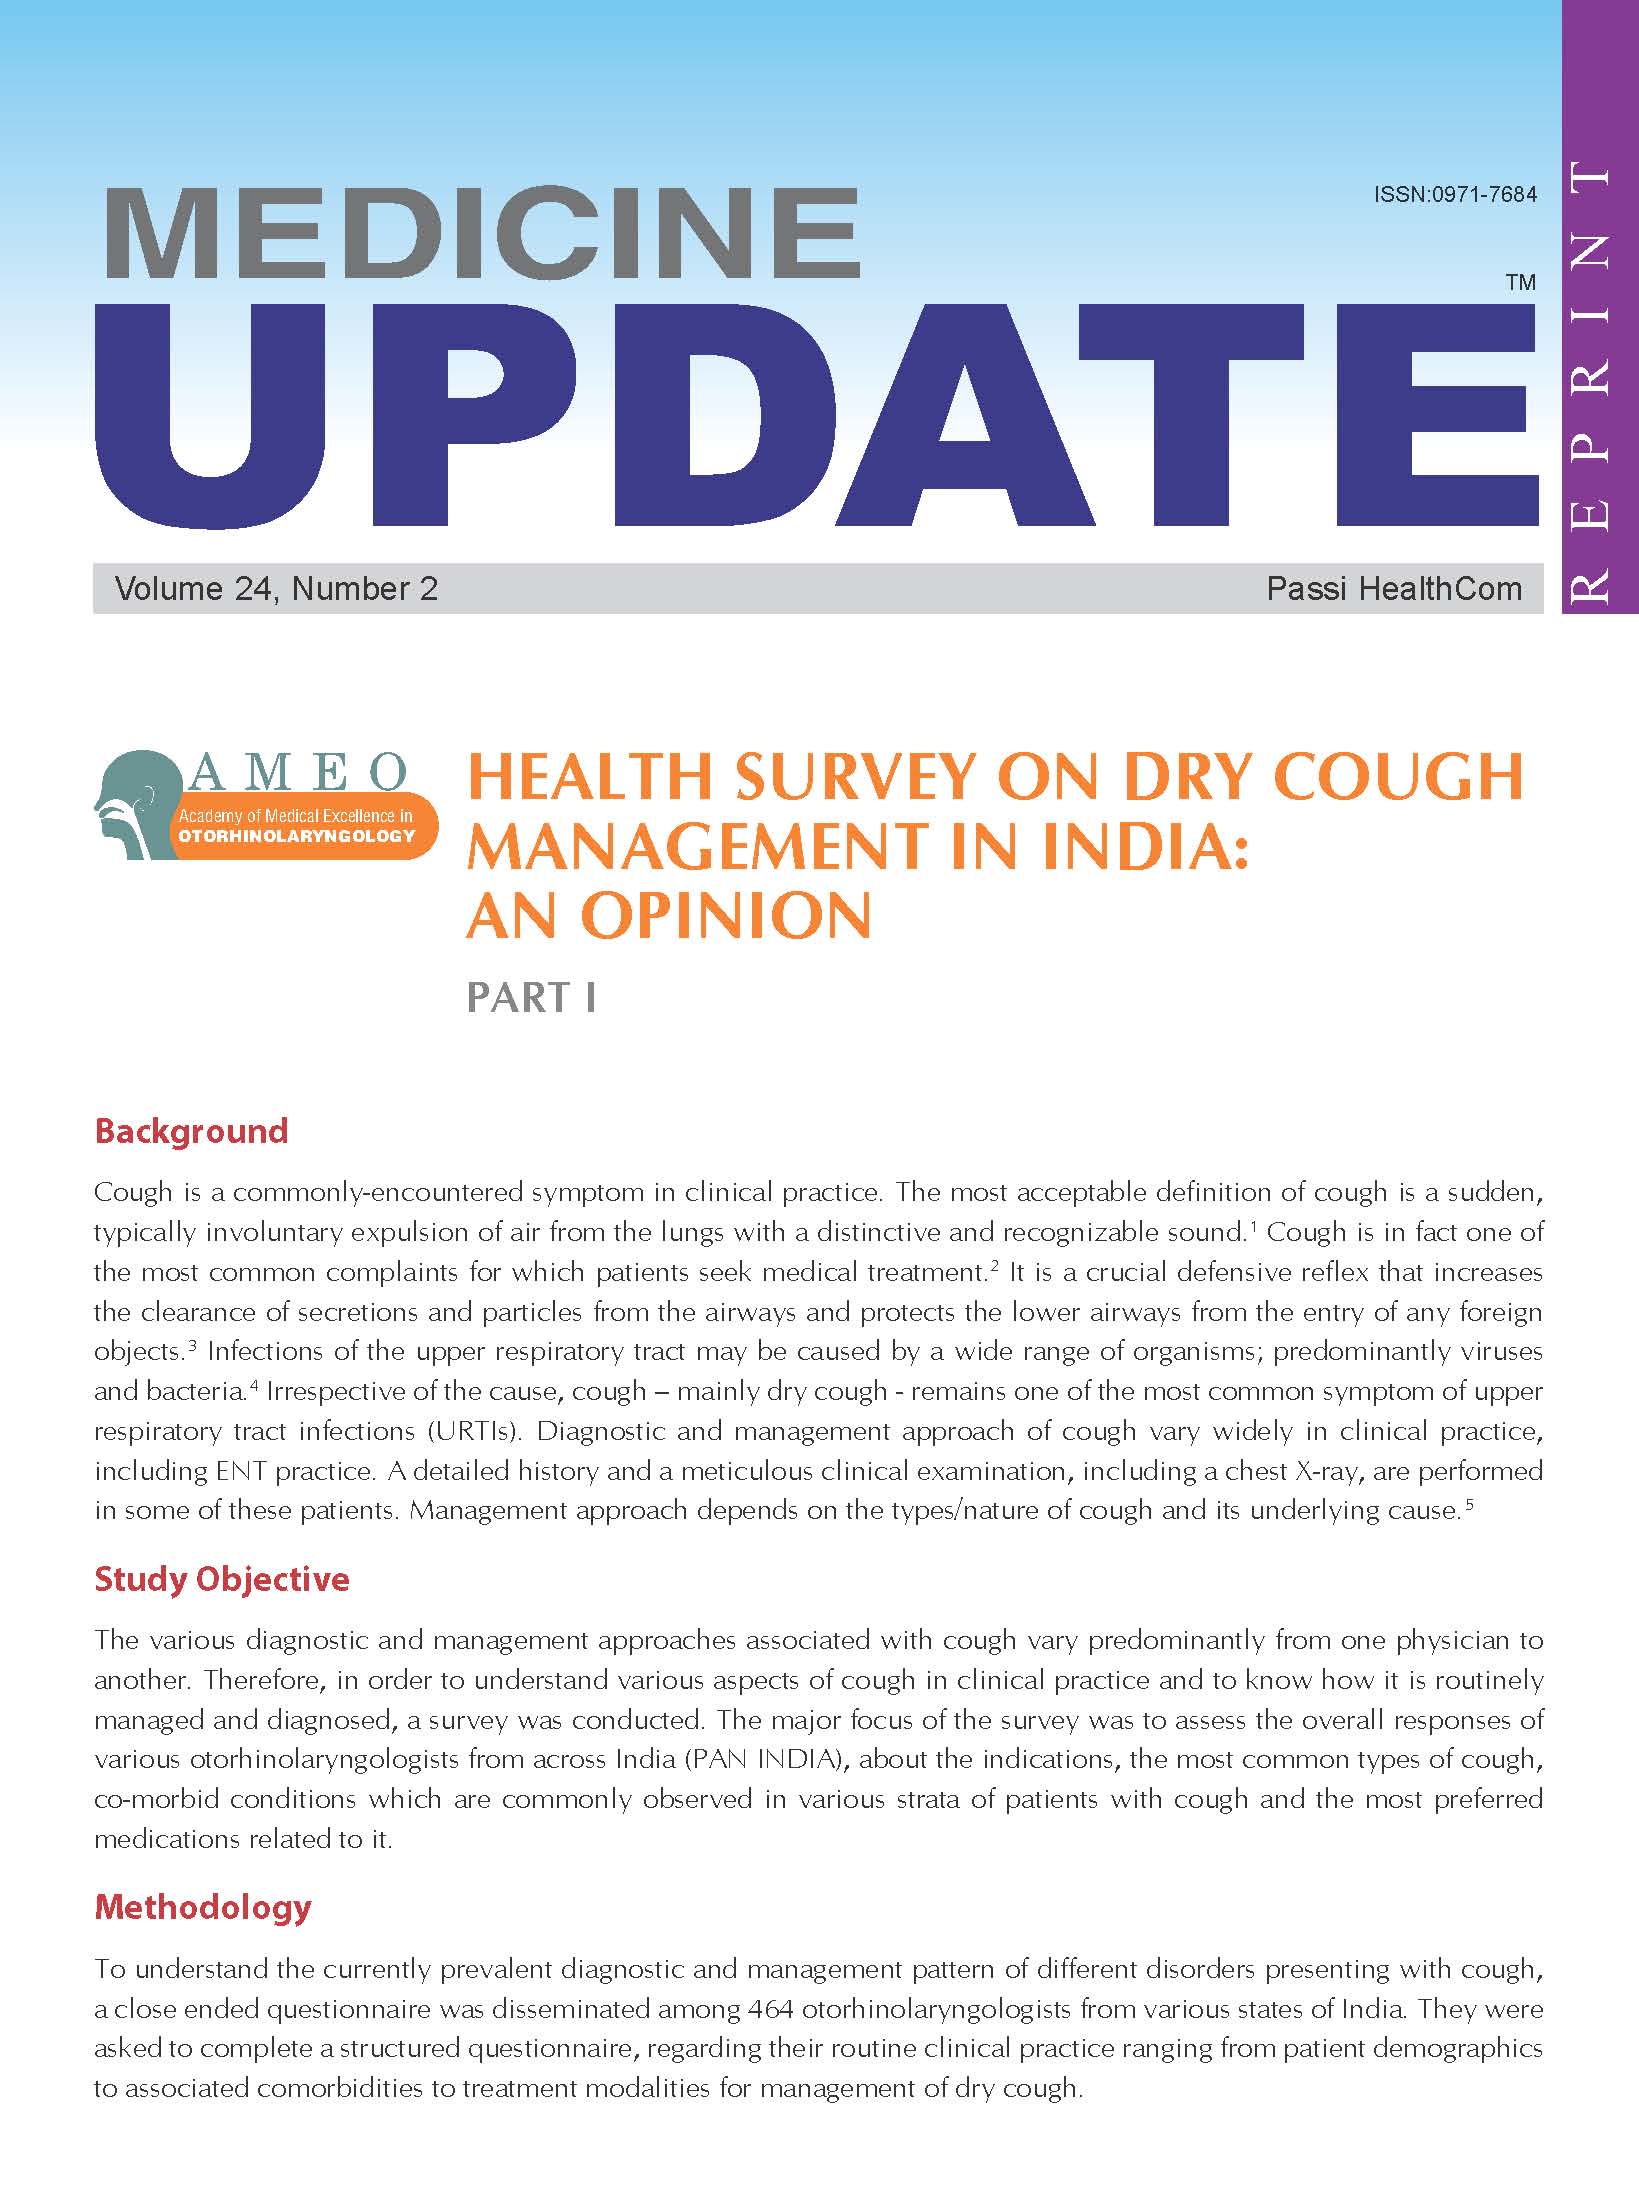 MEDICINE
ISSN:0971-7684
TM
UPDATE
REPRINT
Volume 24, Number 2
Passi HealthCom
AMEO
Academy of Medical Excellence in
OTORHINOLARYNGOLOGY
HEALTH SURVEY ON DRY COUGH
MANAGEMENT IN INDIA:
AN OPINION
PART I
Background
Cough is a commonly-encountered symptom in clinical practice. The most acceptable definition of cough is a sudden,
typically involuntary expulsion of air from the lungs with a distinctive and recognizable sound.1 Cough is in fact one of
the most common complaints for which patients seek medical treatment.2 It is a crucial defensive reflex that increases
the clearance of secretions and particles from the airways and protects the lower airways from the entry of any foreign
objects.3 Infections of the upper respiratory tract may be caused by a wide range of organisms; predominantly viruses
and bacteria.4 Irrespective of the cause, cough – mainly dry cough - remains one of the most common symptom of upper
respiratory tract infections (URTIs). Diagnostic and management approach of cough vary widely in clinical practice,
including ENT practice. A detailed history and a meticulous clinical examination, including a chest X-ray, are performed
in some of these patients. Management approach depends on the types/nature of cough and its underlying cause.5
Study Objective
The various diagnostic and management approaches associated with cough vary predominantly from one physician to
another. Therefore, in order to understand various aspects of cough in clinical practice and to know how it is routinely
managed and diagnosed, a survey was conducted. The major focus of the survey was to assess the overall responses of
various otorhinolaryngologists from across India (PAN INDIA), about the indications, the most common types of cough,
co-morbid conditions which are commonly observed in various strata of patients with cough and the most preferred
medications related to it.
Methodology
To understand the currently prevalent diagnostic and management pattern of different disorders presenting with cough,
a close ended questionnaire was disseminated among 464 otorhinolaryngologists from various states of India. They were
asked to complete a structured questionnaire, regarding their routine clinical practice ranging from patient demographics
to associated comorbidities to treatment modalities for management of dry cough.